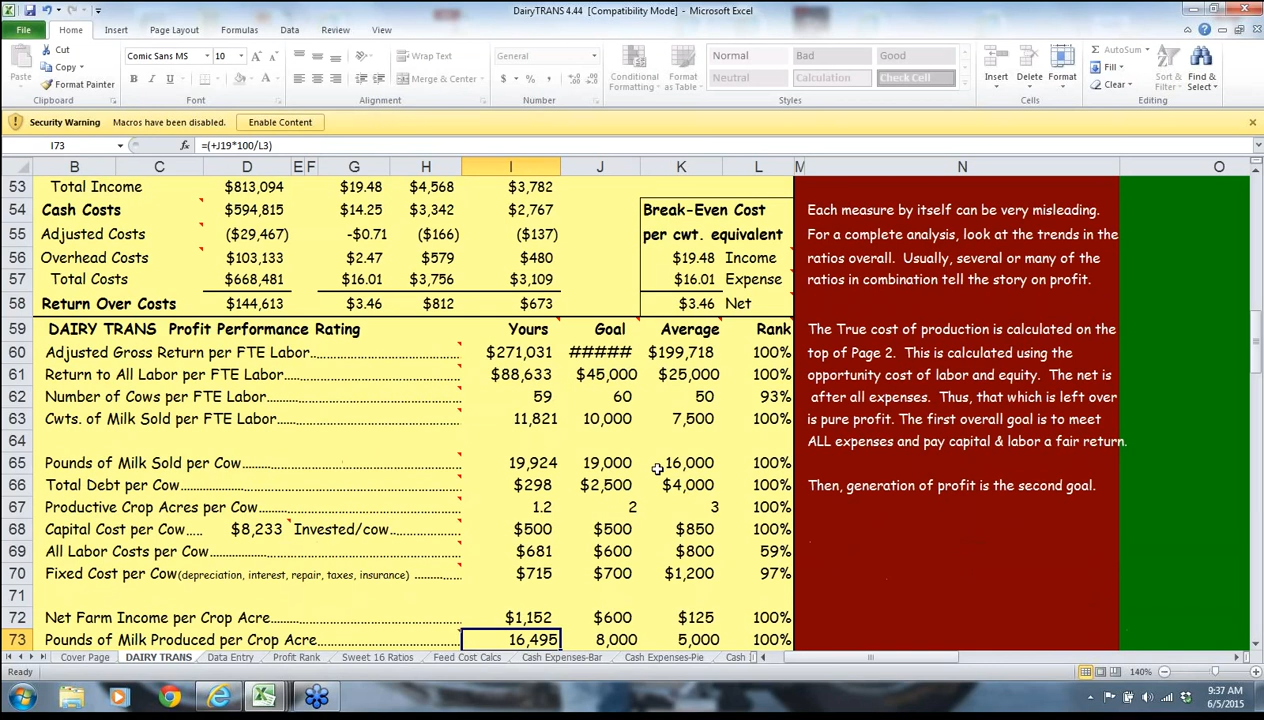 DairyTRANS 4.44 [Compatibility Mode] - Microsoft Excel
File Home Insert Page Layout Formulas Data Review View
Paste Cut Copy Format Painter Clipboard
Comic Sans MS 10 A A B I U A Font
Wrap Text Merge & Center Alignment
General $ % , .0 .00 Number
Conditional Formatting Format as Table Normal Bad Good Neutral Calculation Check Cell Styles
Insert Delete Format Cells
AutoSum Fill Clear Sort & Filter Find & Select Editing
Security Warning Macros have been disabled. Enable Content
I73 fx =(+J19*100/L3)
B C D E F G H I J K L M N O
53 Total Income $813,094 $19.48 $4,568 $3,782
54 Cash Costs $594,815 $14.25 $3,342 $2,767 Break-Even Cost Each measure by itself can be very misleading.
55 Adjusted Costs ($29,467) -$0.71 ($166) ($137) per cwt. equivalent For a complete analysis, look at the trends in the
56 Overhead Costs $103,133 $2.47 $579 $480 $19.48 Income ratios overall. Usually, several or many of the
57 Total Costs $668,481 $16.01 $3,756 $3,109 $16.01 Expense ratios in combination tell the story on profit.
58 Return Over Costs $144,613 $3.46 $812 $673 $3.46 Net
59 DAIRY TRANS Profit Performance Rating Yours Goal Average Rank The True cost of production is calculated on the
60 Adjusted Gross Return per FTE Labor $271,031 ##### $199,718 100% top of Page 2. This is calculated using the
61 Return to All Labor per FTE Labor $88,633 $45,000 $25,000 100% opportunity cost of labor and equity. The net is
62 Number of Cows per FTE Labor 59 60 50 93% after all expenses. Thus, that which is left over
63 Cwts. of Milk Sold per FTE Labor 11,821 10,000 7,500 100% is pure profit. The first overall goal is to meet
64 ALL expenses and pay capital & labor a fair return.
65 Pounds of Milk Sold per Cow 19,924 19,000 16,000 100%
66 Total Debt per Cow $298 $2,500 $4,000 100% Then, generation of profit is the second goal.
67 Productive Crop Acres per Cow 1.2 2 3 100%
68 Capital Cost per Cow..... $8,233 Invested/cow $500 $500 $850 100%
69 All Labor Costs per Cow $681 $600 $800 59%
70 Fixed Cost per Cow(depreciation, interest, repair, taxes, insurance) $715 $700 $1,200 97%
71
72 Net Farm Income per Crop Acre $1,152 $600 $125 100%
73 Pounds of Milk Produced per Crop Acre 16,495 8,000 5,000 100%
Cover Page DAIRY TRANS Data Entry Profit Rank Sweet 16 Ratios Feed Cost Calcs Cash Expenses-Bar Cash Expenses-Pie Cash
Ready 140%
9:37 AM
6/5/2015